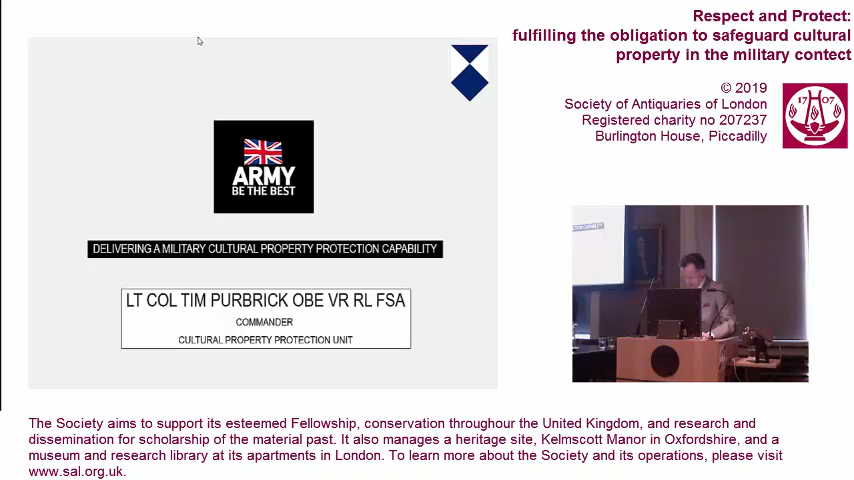 Respect and Protect:
fulfilling the obligation to safeguard cultural
property in the military contect
© 2019
Society of Antiquaries of London
Registered charity no 207237
Burlington House, Piccadilly
17 07
ARMY
BE THE BEST
DELIVERING A MILITARY CULTURAL PROPERTY PROTECTION CAPABILITY
LT COL TIM PURBRICK OBE VR RL FSA
COMMANDER
CULTURAL PROPERTY PROTECTION UNIT
The Society aims to support its esteemed Fellowship, conservation throughour the United Kingdom, and research and
dissemination for scholarship of the material past. It also manages a heritage site, Kelmscott Manor in Oxfordshire, and a
museum and research library at its apartments in London. To learn more about the Society and its operations, please visit
www.sal.org.uk.